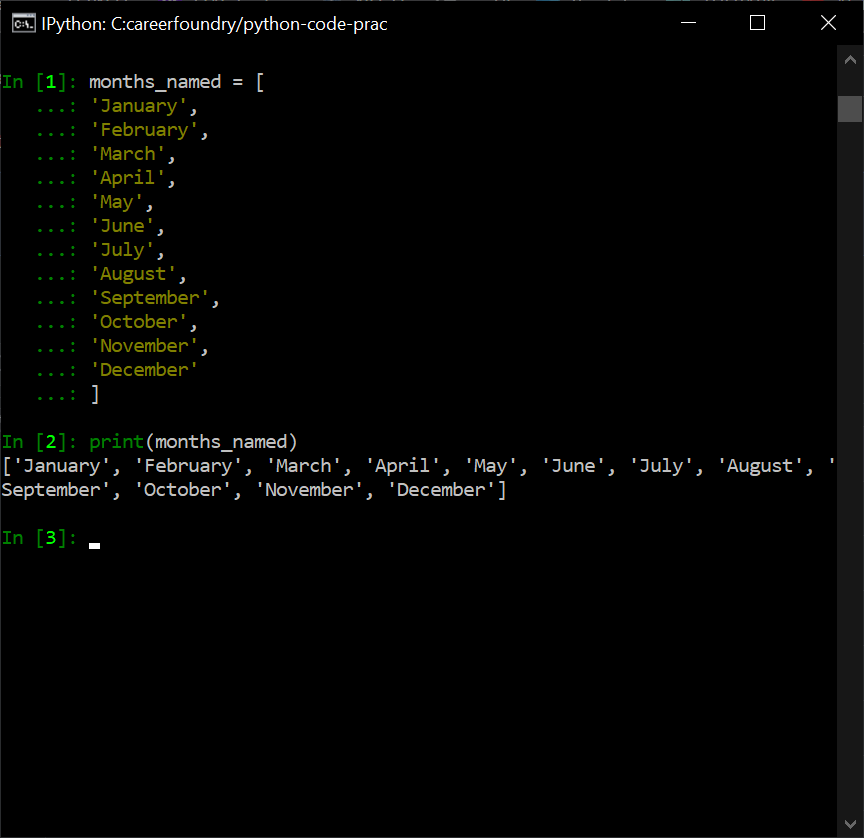 IPython: C:careerfoundry/python-code-prac
In [1]: months_named = [
...: 'January',
...: 'February',
...: 'March',
...: 'April',
...: 'May',
...: 'June',
...: 'July',
...: 'August',
...: 'September',
...: 'October',
...: 'November',
...: 'December'
...: ]
In [2]: print(months_named)
['January', 'February', 'March', 'April', 'May', 'June', 'July', 'August', '
September', 'October', 'November', 'December']
In [3]: